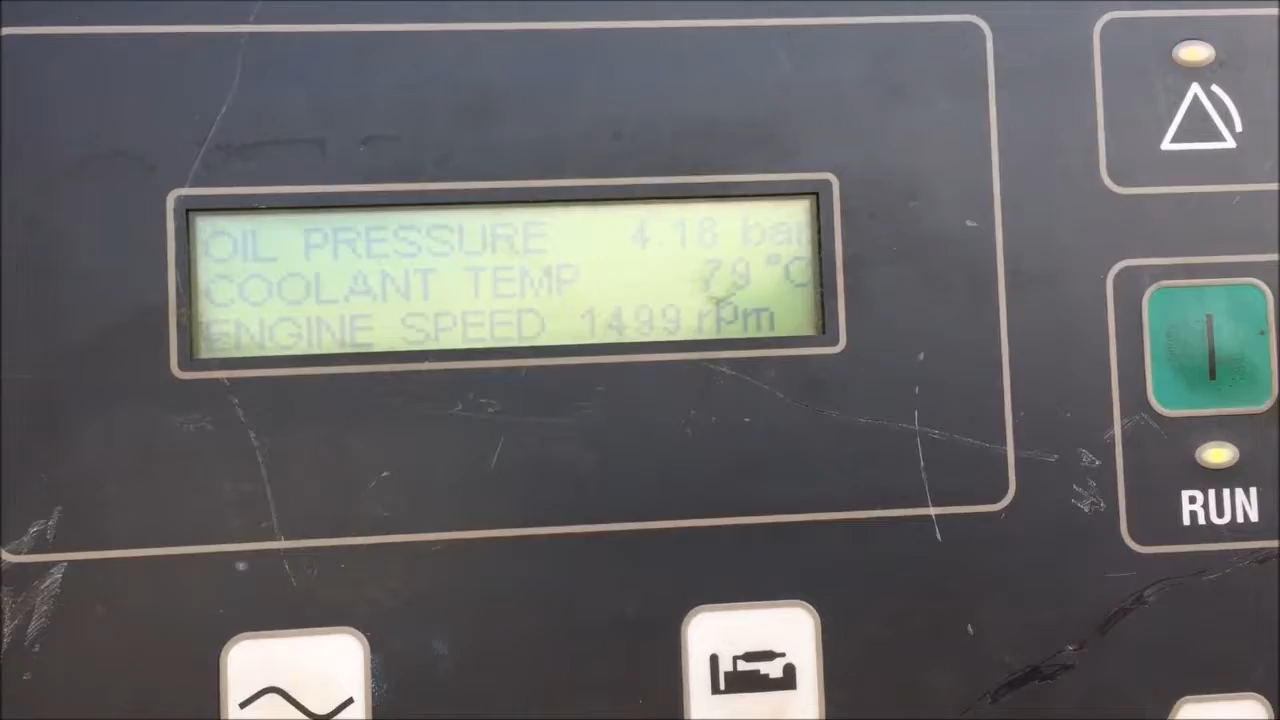 OIL PRESSURE 4.18 bar
COOLANT TEMP 79 °C
ENGINE SPEED 1499 rpm
RUN